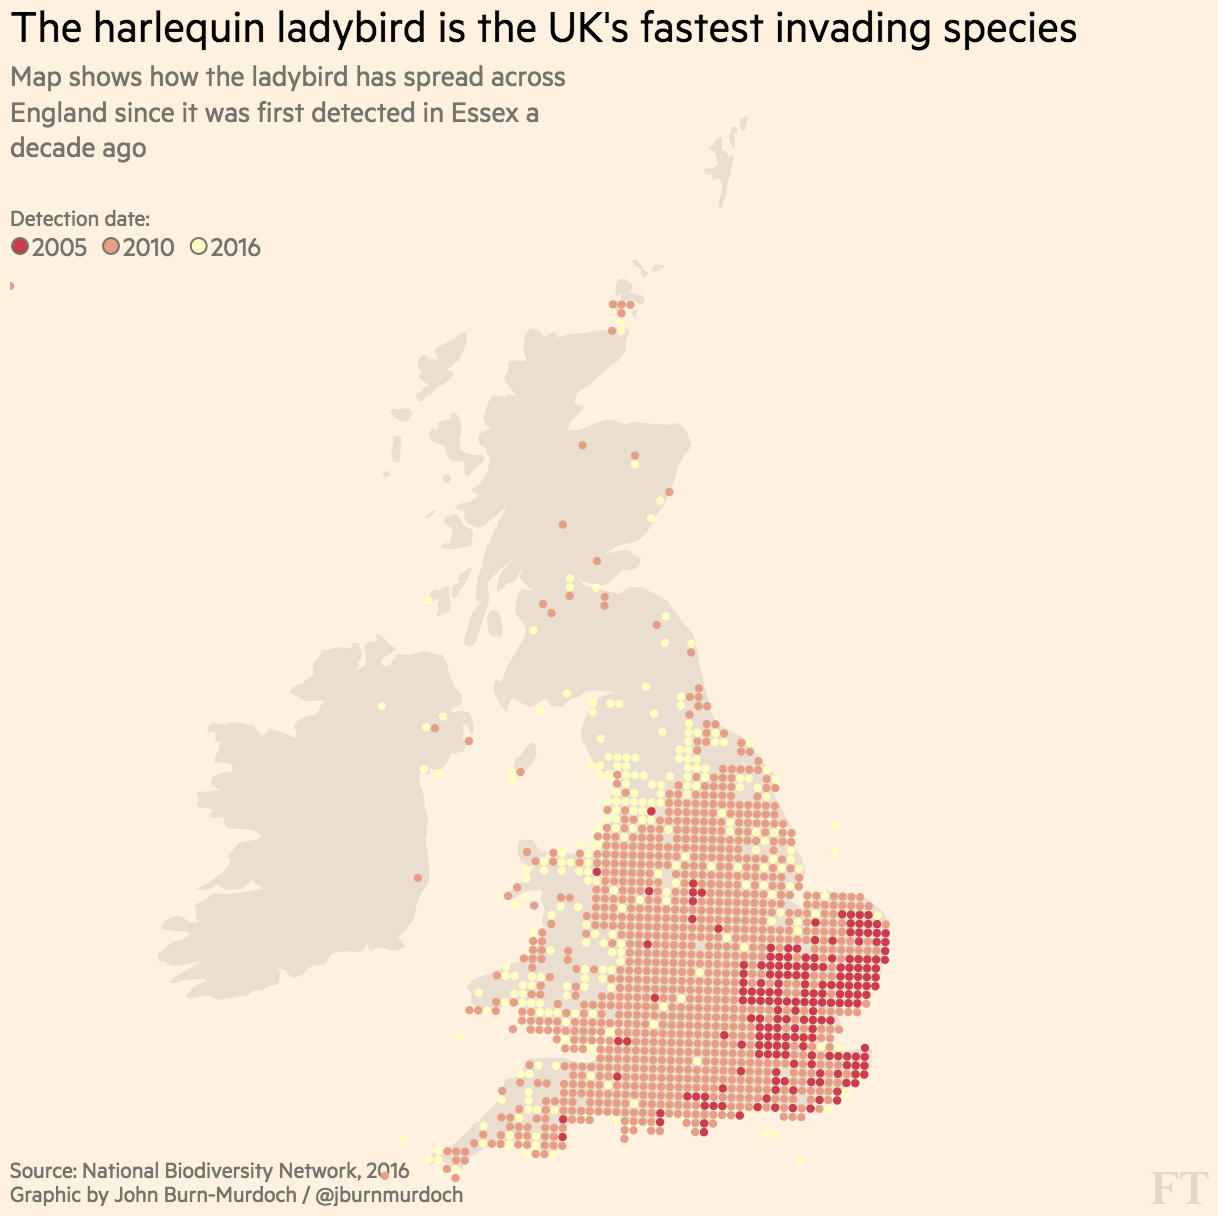 The harlequin ladybird is the UK's fastest invading species
Map shows how the ladybird has spread across
England since it was first detected in Essex a
decade ago
Detection date:
2005 2010 2016
Source: National Biodiversity Network, 2016
Graphic by John Burn-Murdoch / @jburnmurdoch
FT